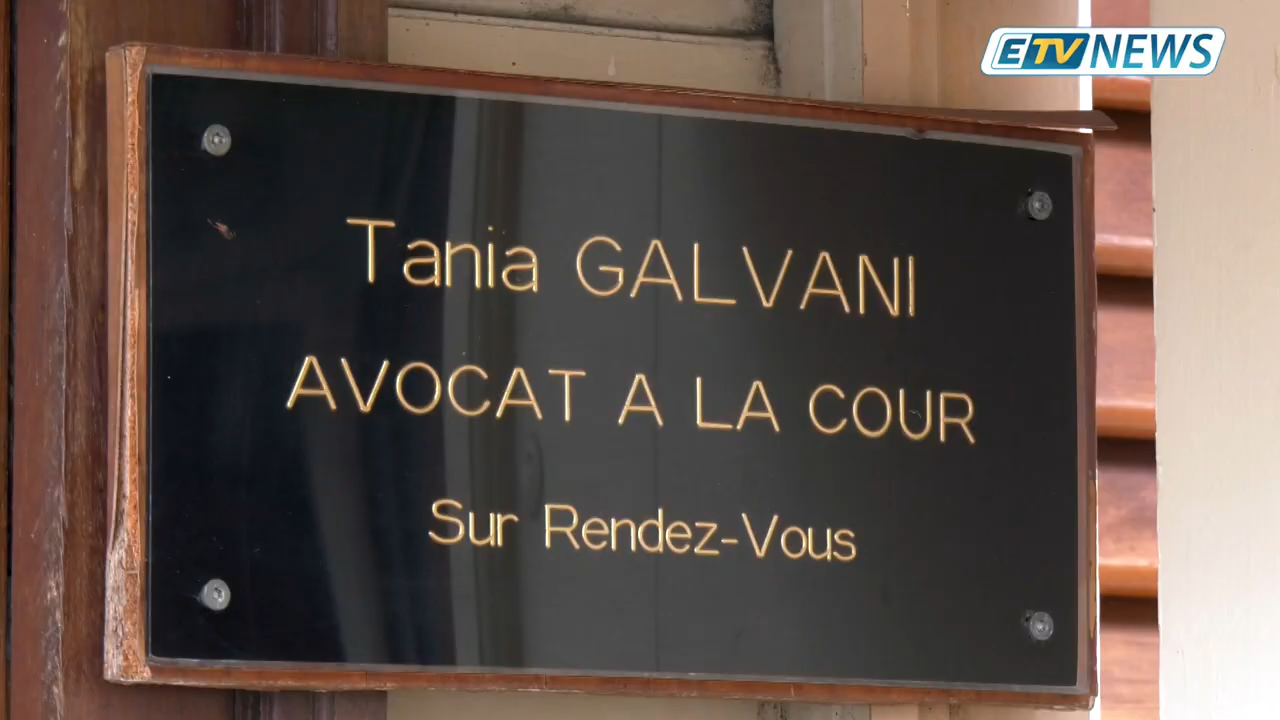 ETV NEWS
Tania GALVANI
AVOCAT A LA COUR
Sur Rendez-Vous